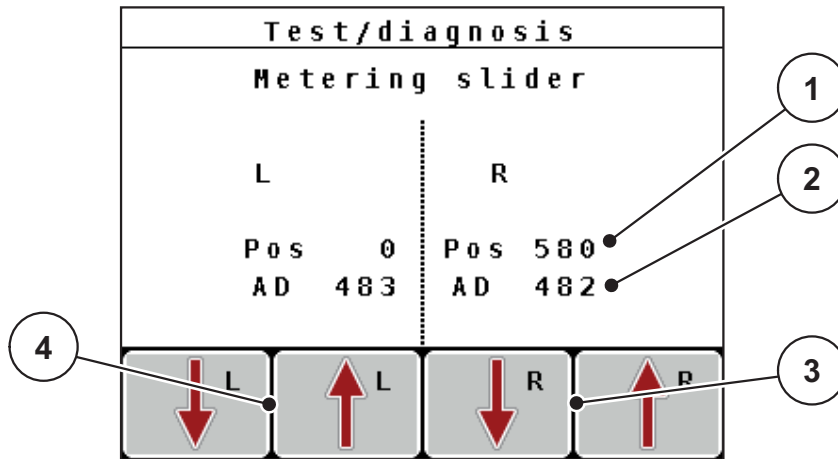 Test/diagnosis
Metering slider
1
L R
2
Pos 0 Pos 580
AD 483 AD 482
4
3
L L R R